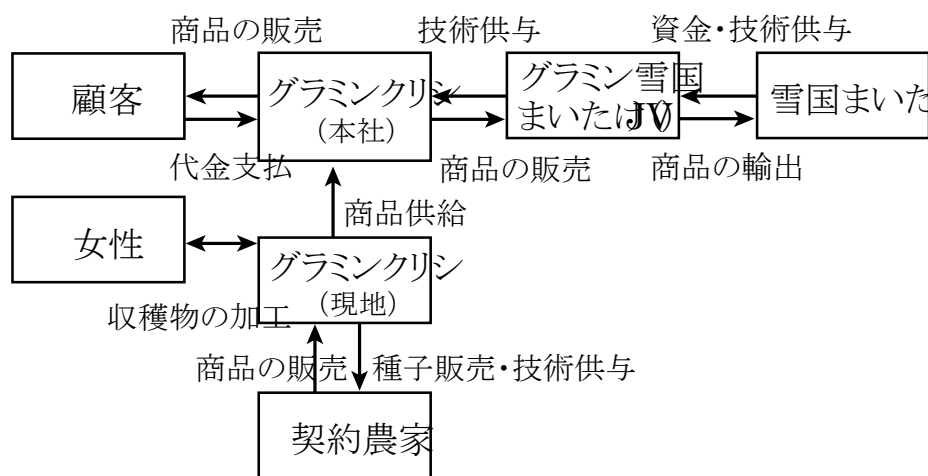 商品の販売
技術供与
資金・技術供与
顧客
グラミンクリシ
（本社）
グラミン雪国
まいたけ(JV)
雪国まいた
代金支払
商品の販売
商品の輸出
商品供給
女性
グラミンクリシ
（現地）
収穫物の加工
商品の販売
種子販売・技術供与
契約農家